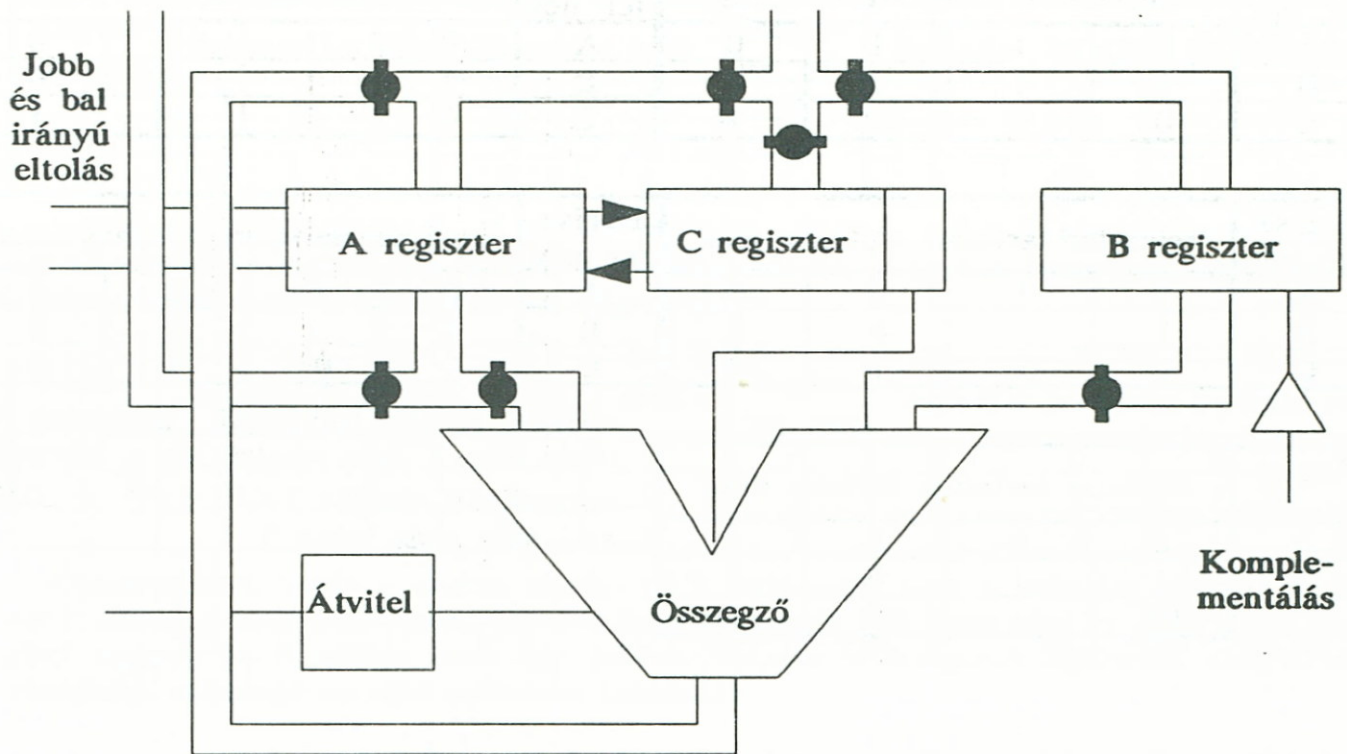 Jobb
és bal
irányú
eltolás
A regiszter
C regiszter
B regiszter
Átvitel
Összegző
Komple-
mentálás